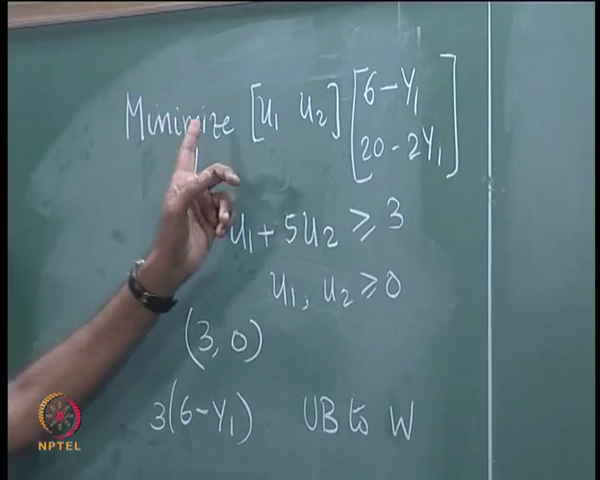 Minimize [u₁ u₂] [6-Y₁
20-2Y₁]
u₁+ 5u₂ ≥ 3
u₁, u₂ ≥ 0
(3, 0)
3(6-Y₁) UB to W
NPTEL